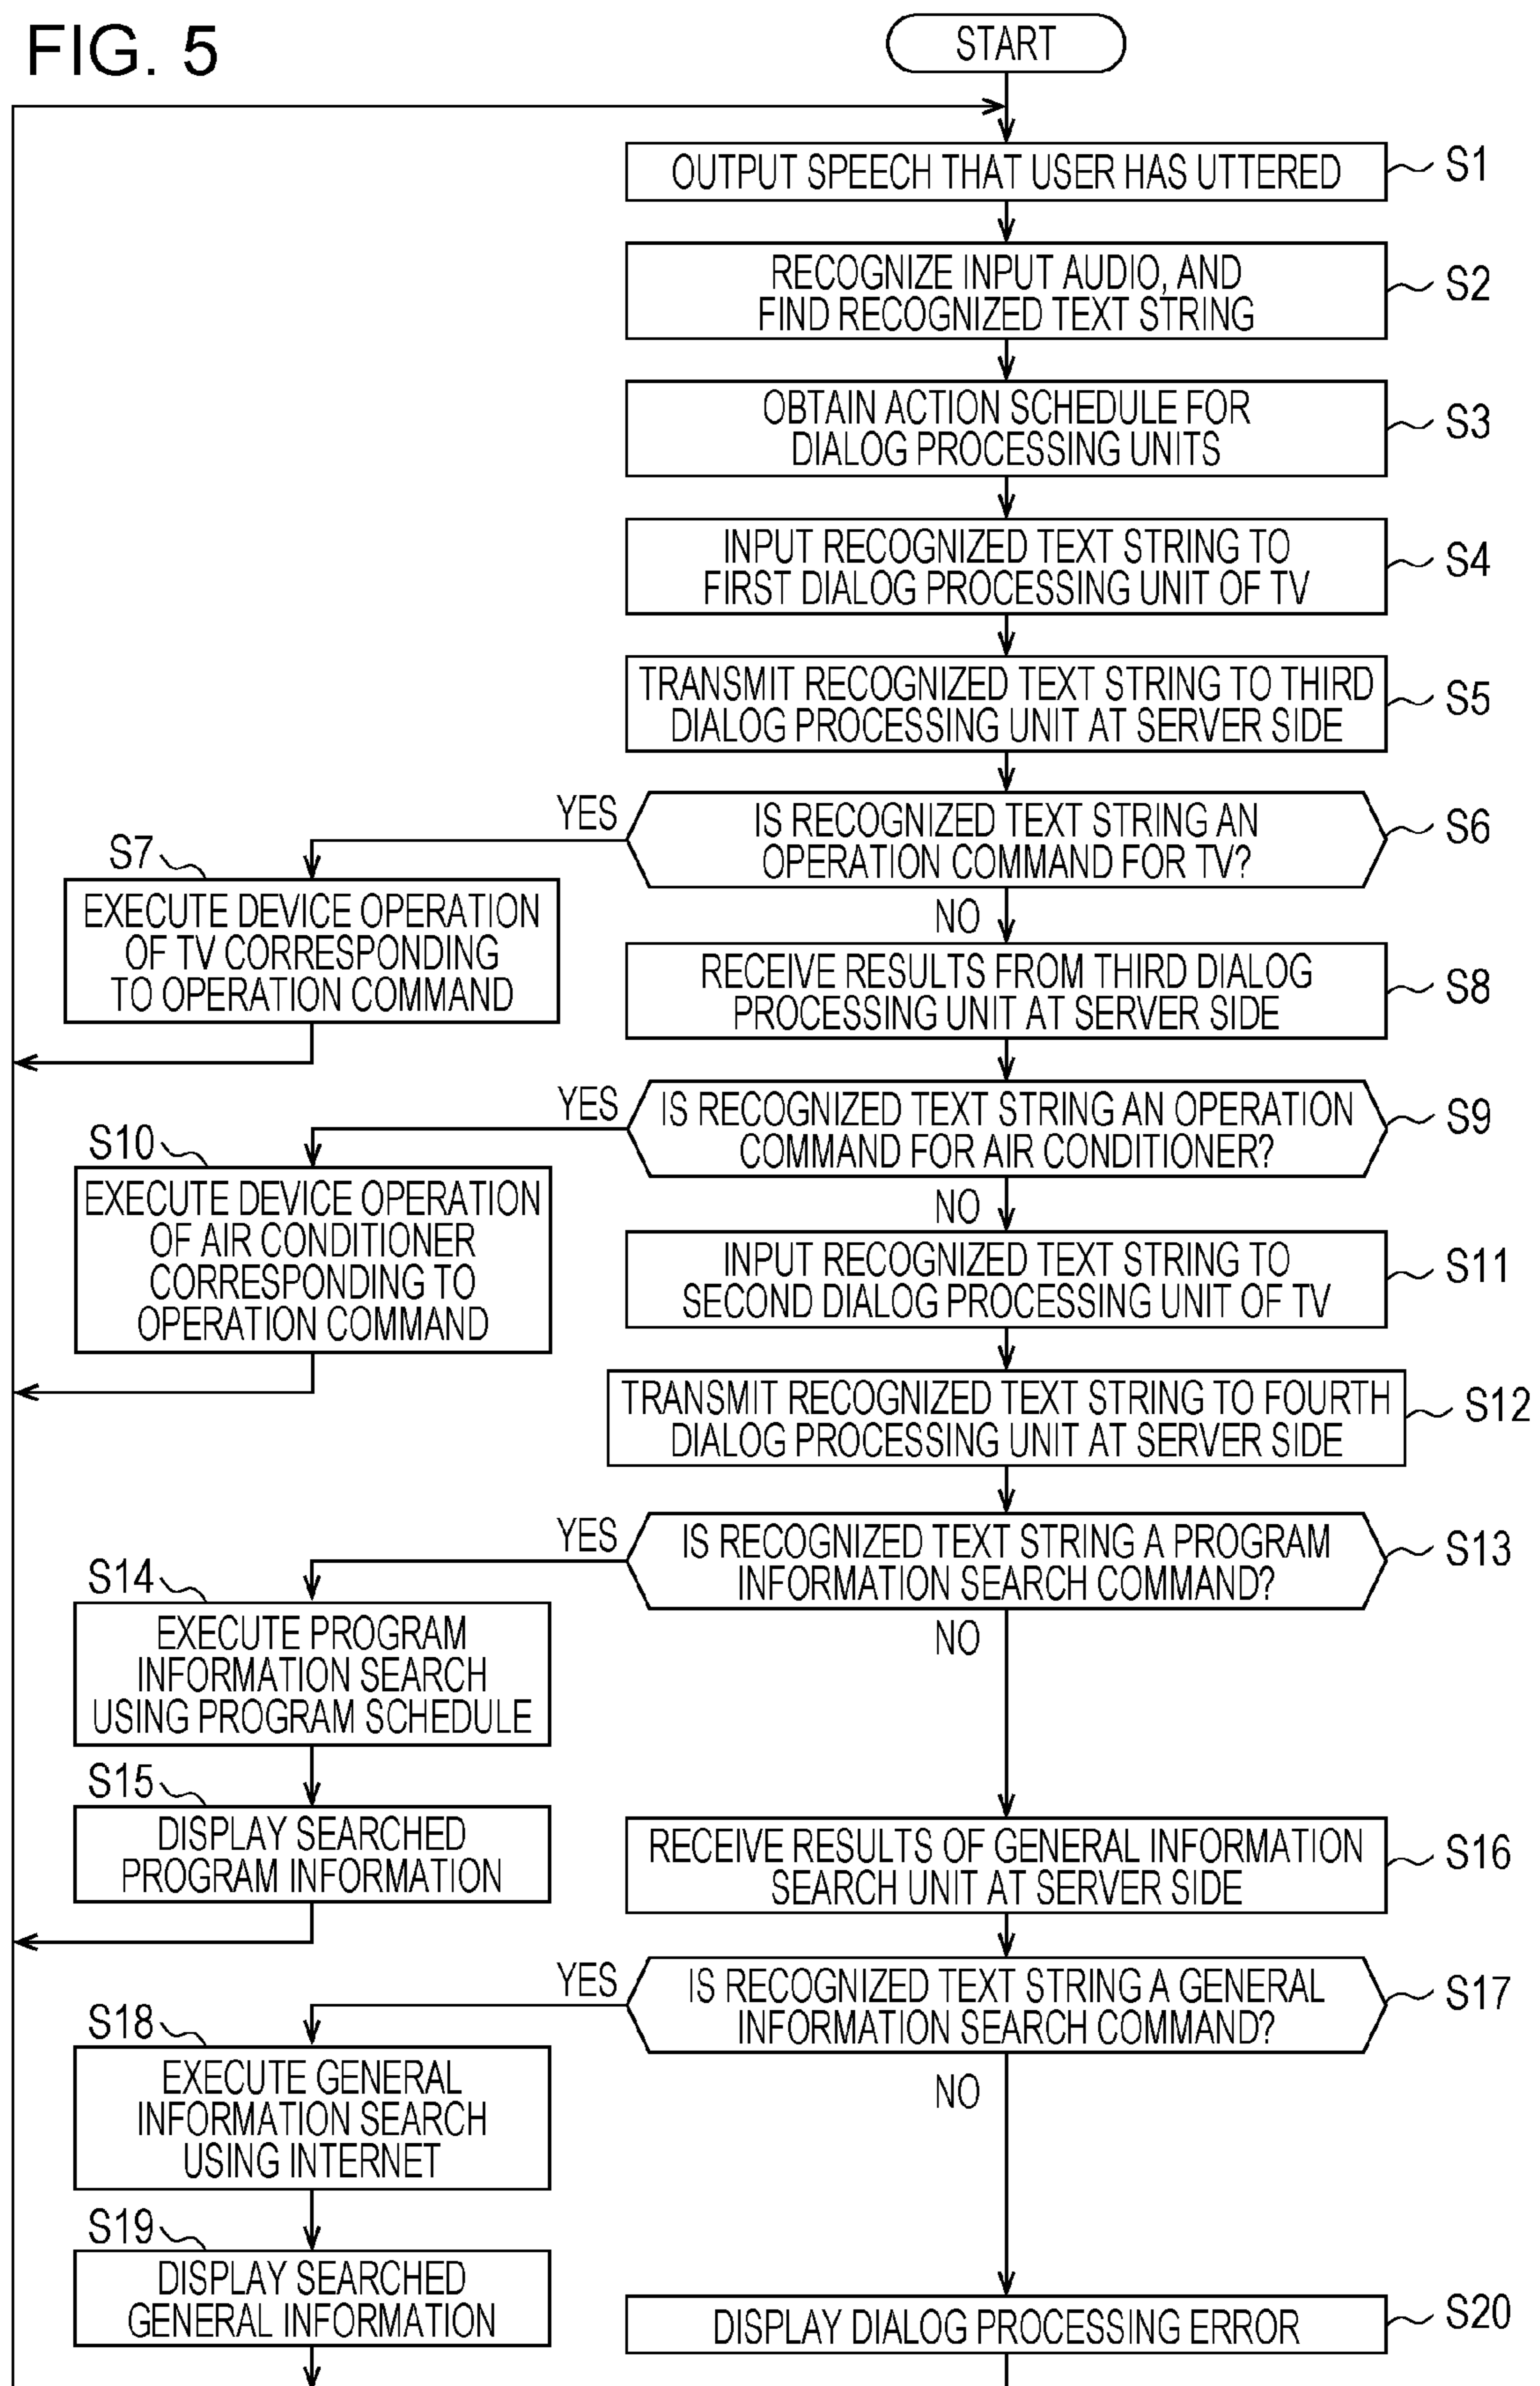 FIG. 5
START
OUTPUT SPEECH THAT USER HAS UTTERED
S1
RECOGNIZE INPUT AUDIO, AND
FIND RECOGNIZED TEXT STRING
S2
OBTAIN ACTION SCHEDULE FOR
DIALOG PROCESSING UNITS
S3
INPUT RECOGNIZED TEXT STRING TO
FIRST DIALOG PROCESSING UNIT OF TV
S4
TRANSMIT RECOGNIZED TEXT STRING TO THIRD
DIALOG PROCESSING UNIT AT SERVER SIDE
S5
IS RECOGNIZED TEXT STRING AN
OPERATION COMMAND FOR TV?
S6
YES
NO
S7
EXECUTE DEVICE OPERATION
OF TV CORRESPONDING
TO OPERATION COMMAND
RECEIVE RESULTS FROM THIRD DIALOG
PROCESSING UNIT AT SERVER SIDE
S8
IS RECOGNIZED TEXT STRING AN OPERATION
COMMAND FOR AIR CONDITIONER?
S9
YES
NO
S10
EXECUTE DEVICE OPERATION
OF AIR CONDITIONER
CORRESPONDING TO
OPERATION COMMAND
INPUT RECOGNIZED TEXT STRING TO
SECOND DIALOG PROCESSING UNIT OF TV
S11
TRANSMIT RECOGNIZED TEXT STRING TO FOURTH
DIALOG PROCESSING UNIT AT SERVER SIDE
S12
IS RECOGNIZED TEXT STRING A PROGRAM
INFORMATION SEARCH COMMAND?
S13
YES
NO
S14
EXECUTE PROGRAM
INFORMATION SEARCH
USING PROGRAM SCHEDULE
S15
DISPLAY SEARCHED
PROGRAM INFORMATION
RECEIVE RESULTS OF GENERAL INFORMATION
SEARCH UNIT AT SERVER SIDE
S16
IS RECOGNIZED TEXT STRING A GENERAL
INFORMATION SEARCH COMMAND?
S17
YES
NO
S18
EXECUTE GENERAL
INFORMATION SEARCH
USING INTERNET
S19
DISPLAY SEARCHED
GENERAL INFORMATION
DISPLAY DIALOG PROCESSING ERROR
S20